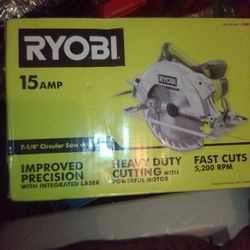 RYOBI
15 AMP
7-1/4" Circular Saw
IMPROVED
PRECISION
WITH INTEGRATED LASER
HEAVY DUTY
CUTTING WITH
POWERFUL MOTOR
FAST CUTS
5,200 RPM